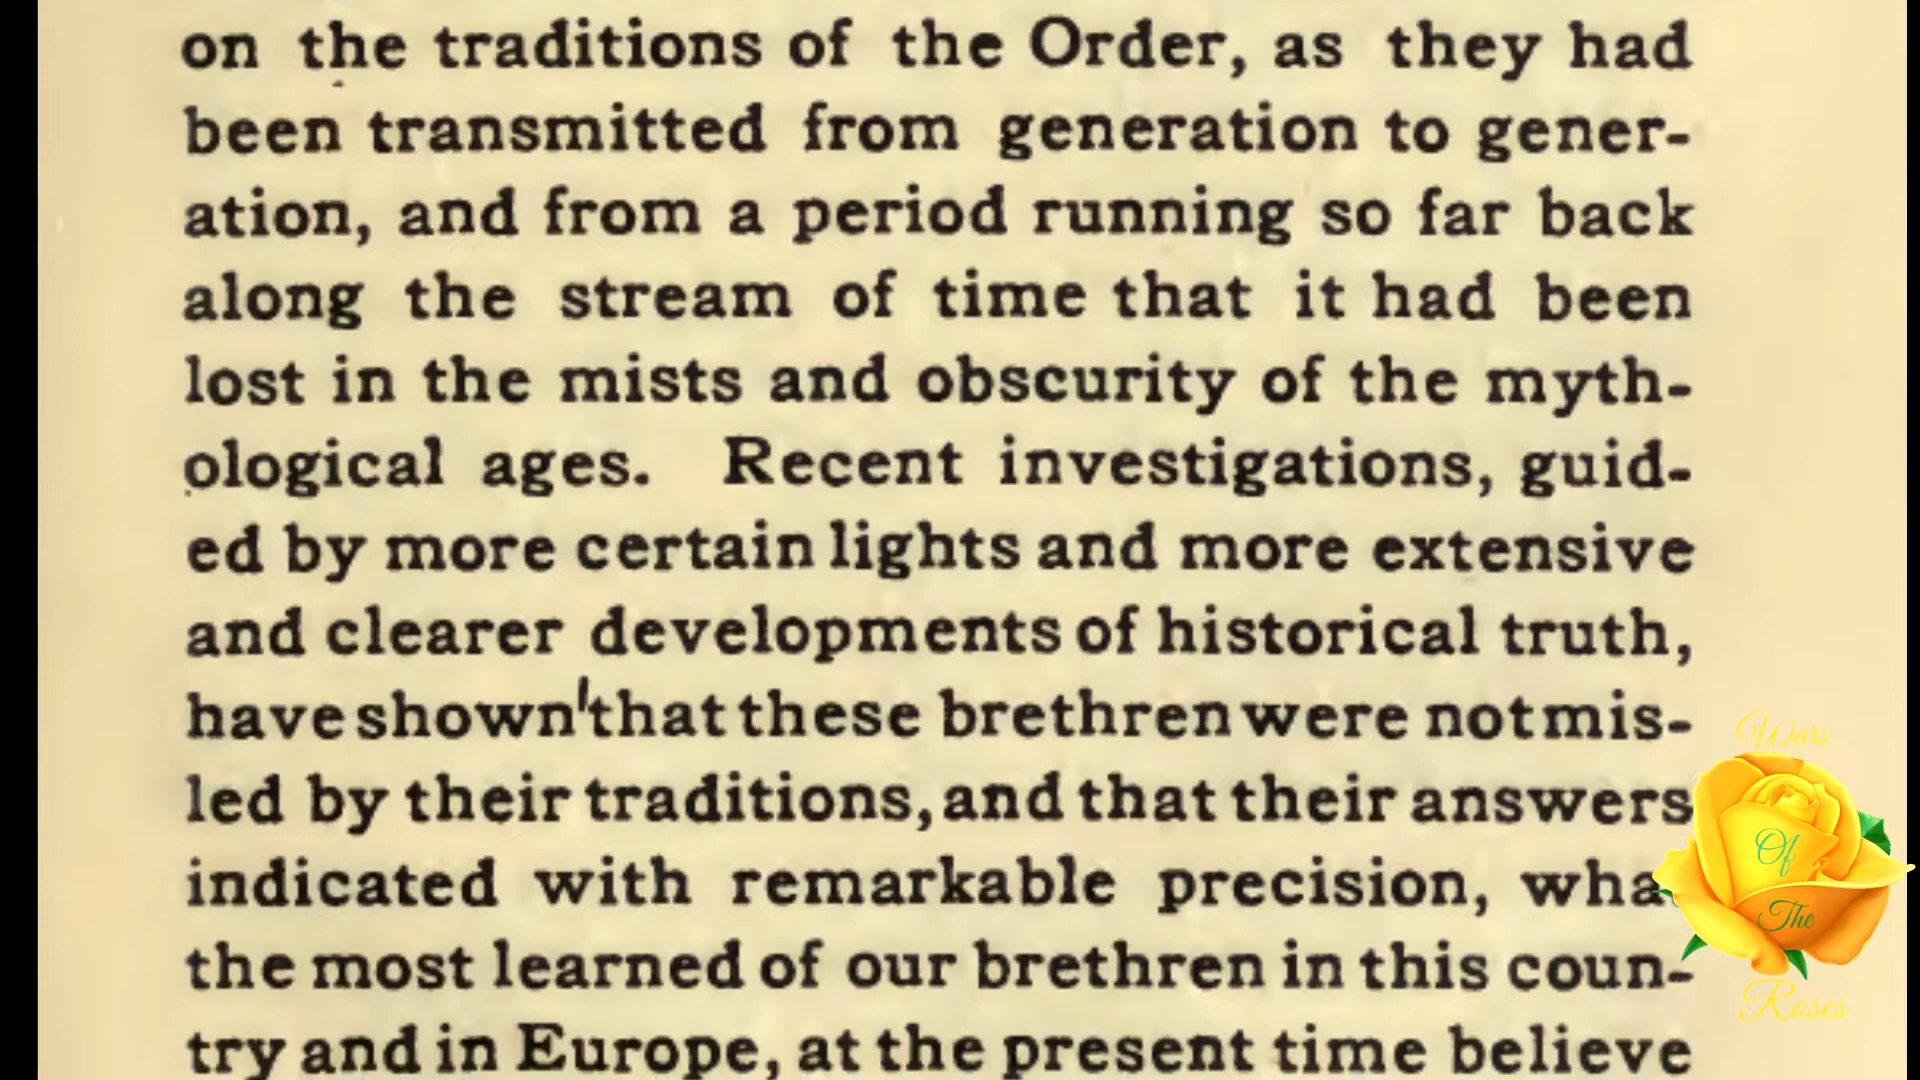 on the traditions of the Order, as they had
been transmitted from generation to gener-
ation, and from a period running so far back
along the stream of time that it had been
lost in the mists and obscurity of the myth-
ological ages. Recent investigations, guid-
ed by more certain lights and more extensive
and clearer developments of historical truth,
have shown that these brethren were not mis-
led by their traditions, and that their answers
indicated with remarkable precision, wha
the most learned of our brethren in this coun-
try and in Europe, at the present time believe
Wars
Of
The
Roses